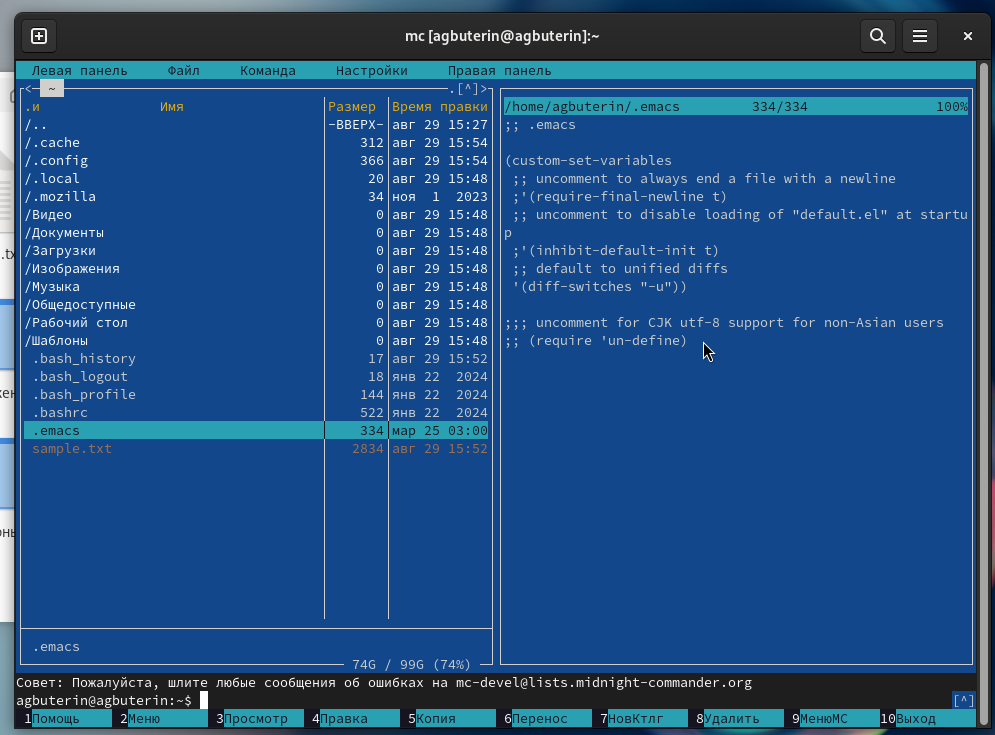 mc [agbuterin@agbuterin]:~
Левая панель Файл Команда Настройки Правая панель
<- ~ .[^]>
.и Имя Размер Время правки
/.. -ВВЕРХ- авг 29 15:27
/.cache 312 авг 29 15:54
/.config 366 авг 29 15:54
/.local 20 авг 29 15:48
/.mozilla 34 ноя 1 2023
/Видео 0 авг 29 15:48
/Документы 0 авг 29 15:48
/Загрузки 0 авг 29 15:48
/Изображения 0 авг 29 15:48
/Музыка 0 авг 29 15:48
/Общедоступные 0 авг 29 15:48
/Рабочий стол 0 авг 29 15:48
/Шаблоны 0 авг 29 15:48
.bash_history 17 авг 29 15:52
.bash_logout 18 янв 22 2024
.bash_profile 144 янв 22 2024
.bashrc 522 янв 22 2024
.emacs 334 мар 25 03:00
sample.txt 2834 авг 29 15:52
.emacs
74G / 99G (74%)
/home/agbuterin/.emacs 334/334 100%
;; .emacs
(custom-set-variables
;; uncomment to always end a file with a newline
;'(require-final-newline t)
;; uncomment to disable loading of "default.el" at startu
p
;'(inhibit-default-init t)
;; default to unified diffs
'(diff-switches "-u"))
;;; uncomment for CJK utf-8 support for non-Asian users
;; (require 'un-define)
Совет: Пожалуйста, шлите любые сообщения об ошибках на mc-devel@lists.midnight-commander.org
agbuterin@agbuterin:~$ [^]
1Помощь 2Меню 3Просмотр 4Правка 5Копия 6Перенос 7НовКтлг 8Удалить 9МенюМС 10Выход